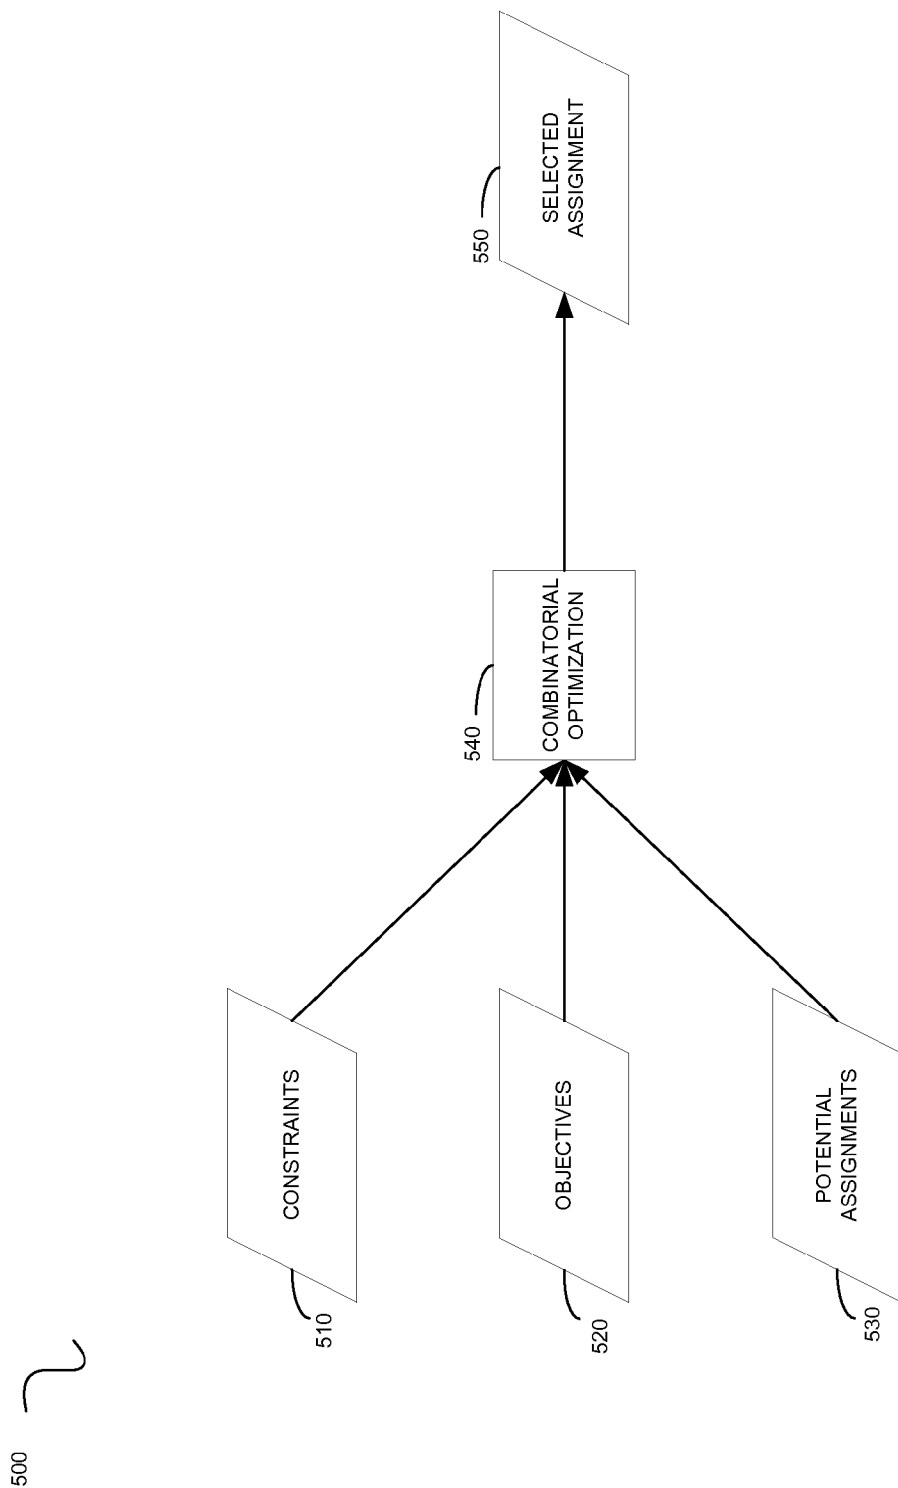 500
510
CONSTRAINTS
520
OBJECTIVES
530
POTENTIAL
ASSIGNMENTS
540
COMBINATORIAL
OPTIMIZATION
550
SELECTED
ASSIGNMENT